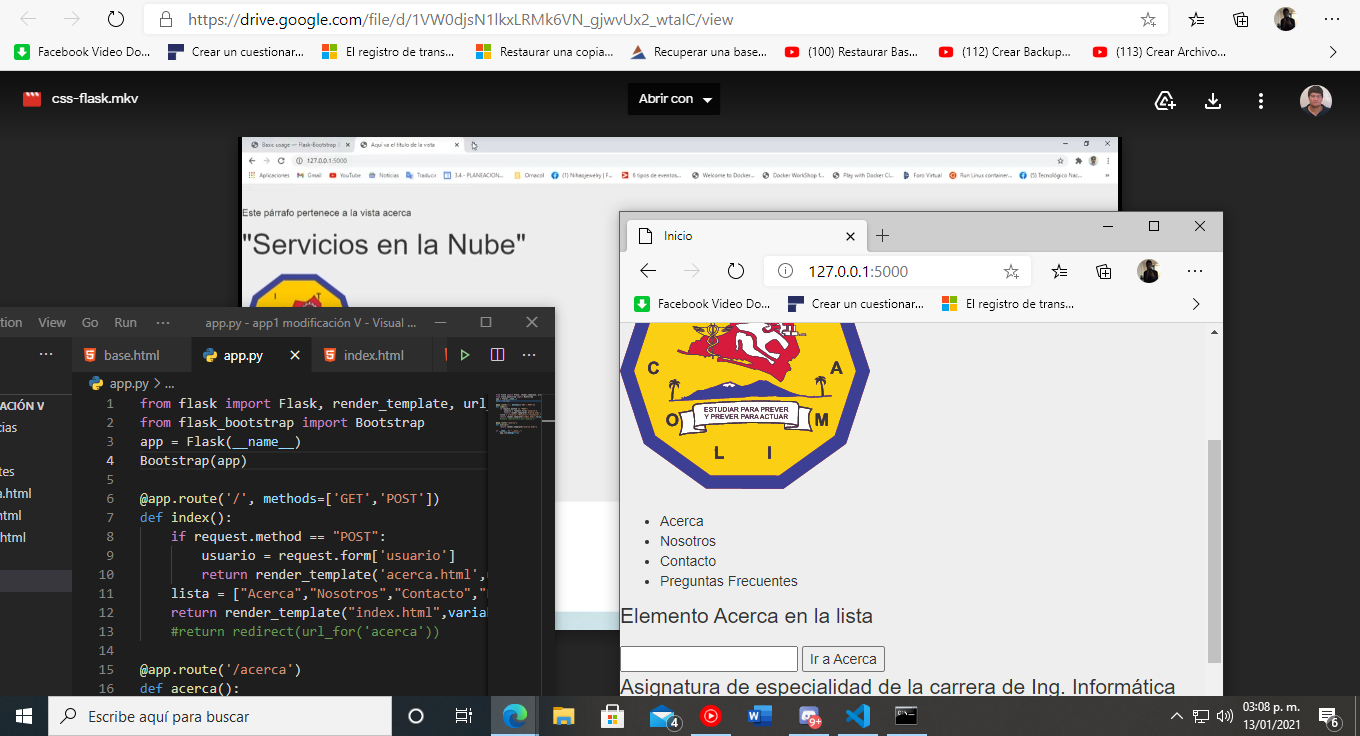 https://drive.google.com/file/d/1VW0djsN1lkxLRMk6VN_gjwvUx2_wtaIC/view
Facebook Video Do... Crear un cuestionar... El registro de trans... Restaurar una copia... Recuperar una base... (100) Restaurar Bas... (112) Crear Backup... (113) Crear Archivo...
css-flask.mkv
Abrir con
Basic usage — Flask-Bootstrap Aquí va el título de la vista
127.0.0.1:5000
Aplicaciones Gmail YouTube Noticias Traducir 3.4 - PLANEACION... Omacol (1) Nihaojewelry | F... 6 tipos de eventos... Welcome to Docker... Docker WorkShop f... Play with Docker Cl... Foro Virtual Run Linux container... (5) Tecnológico Nac...
Este párrafo pertenece a la vista acerca
"Servicios en la Nube"
I T
tion View Go Run ··· app.py - app1 modificación V - Visual ...
base.html app.py index.html
app.py > ...
ACIÓN V
cias
tes
a.html
html
html
1 from flask import Flask, render_template, url_
2 from flask_bootstrap import Bootstrap
3 app = Flask(__name__)
4 Bootstrap(app)
5
6 @app.route('/', methods=['GET','POST'])
7 def index():
8 if request.method == "POST":
9 usuario = request.form['usuario']
10 return render_template('acerca.html',
11 lista = ["Acerca","Nosotros","Contacto","
12 return render_template("index.html",varia
13 #return redirect(url_for('acerca'))
14
15 @app.route('/acerca')
16 def acerca():
Inicio
127.0.0.1:5000
Facebook Video Do... Crear un cuestionar... El registro de trans...
C A
ESTUDIAR PARA PREVER
Y PREVER PARA ACTUAR
O M
L I
Acerca
Nosotros
Contacto
Preguntas Frecuentes
Elemento Acerca en la lista
Ir a Acerca
Asignatura de especialidad de la carrera de Ing. Informática
Escribe aquí para buscar
4
9+
03:08 p. m.
13/01/2021
6